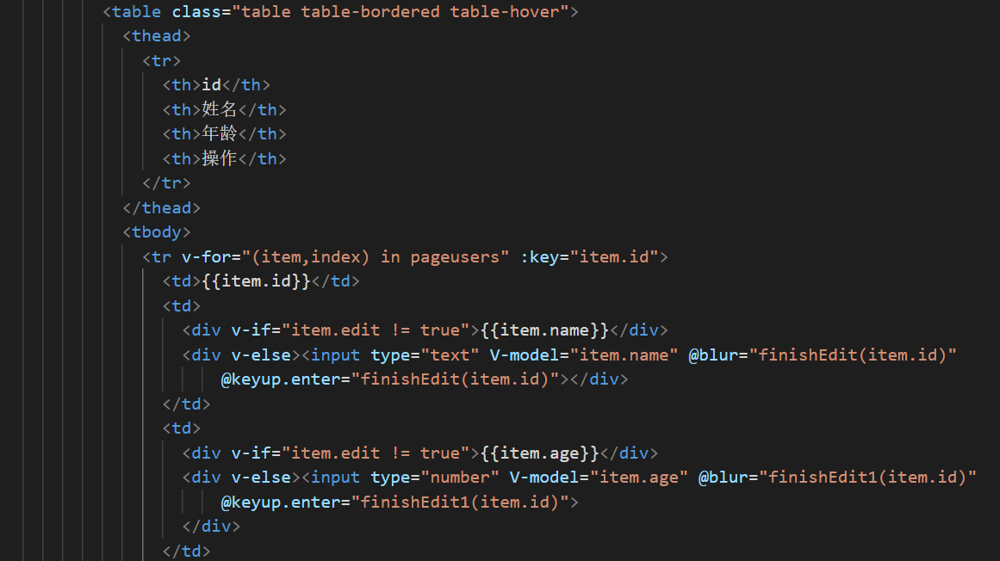 <table class="table table-bordered table-hover">
<thead>
<tr>
<th>id</th>
<th>姓名</th>
<th>年龄</th>
<th>操作</th>
</tr>
</thead>
<tbody>
<tr v-for="(item,index) in pageusers" :key="item.id">
<td>{{item.id}}</td>
<td>
<div v-if="item.edit != true">{{item.name}}</div>
<div v-else><input type="text" V-model="item.name" @blur="finishEdit(item.id)"
@keyup.enter="finishEdit(item.id)"></div>
</td>
<td>
<div v-if="item.edit != true">{{item.age}}</div>
<div v-else><input type="number" V-model="item.age" @blur="finishEdit1(item.id)"
@keyup.enter="finishEdit1(item.id)">
</div>
</td>